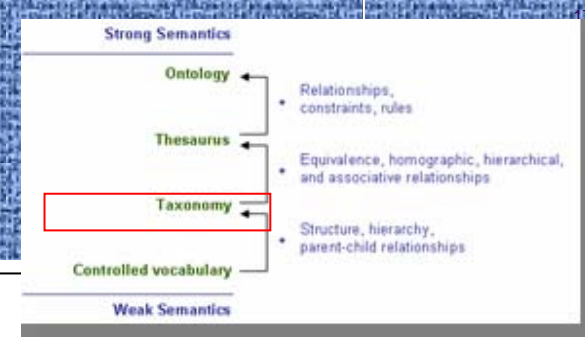 Strong Semantics
Ontology
• Relationships,
constraints, rules
Thesaurus
• Equivalence, homographic, hierarchical,
and associative relationships
Taxonomy
• Structure, hierarchy,
parent-child relationships
Controlled vocabulary
Weak Semantics